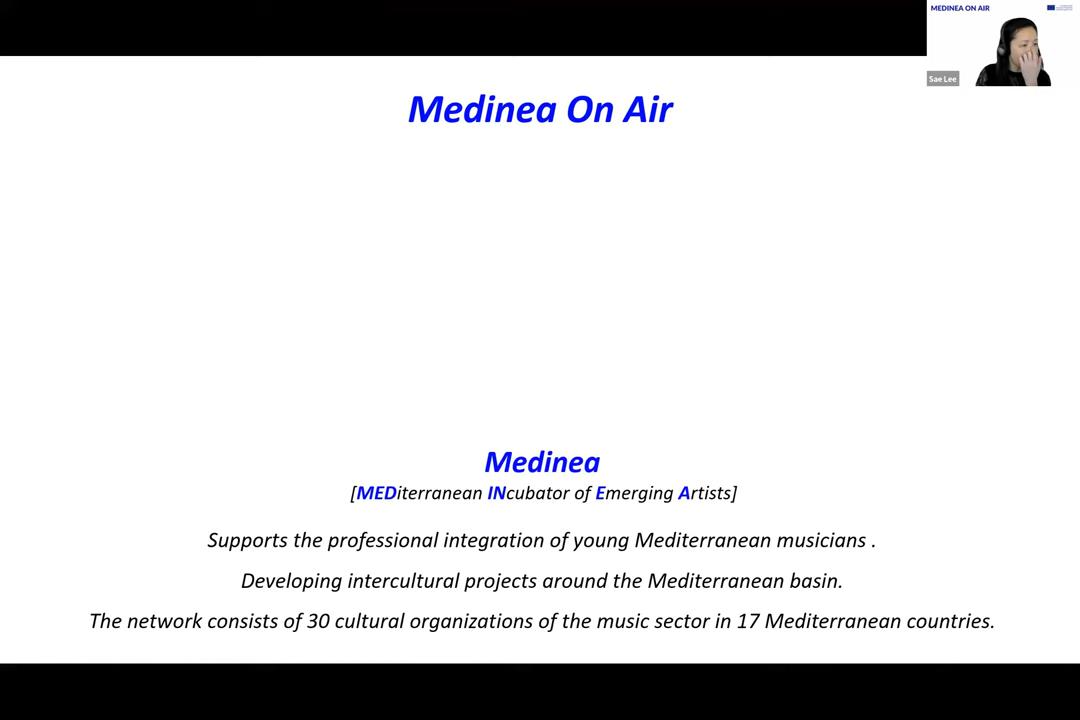 MEDINEA ON AIR
Sae Lee
Medinea On Air
Medinea
[MEDiterranean INcubator of Emerging Artists]
Supports the professional integration of young Mediterranean musicians .
Developing intercultural projects around the Mediterranean basin.
The network consists of 30 cultural organizations of the music sector in 17 Mediterranean countries.